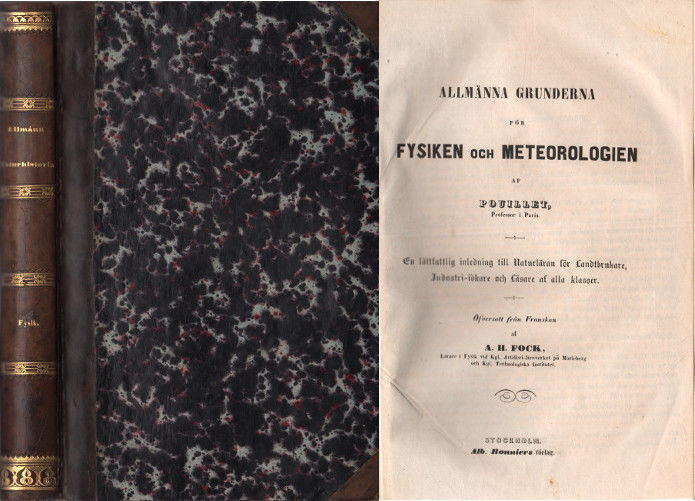 Allmänn
Naturhistoria
Fysik.
ALLMÄNNA GRUNDERNA
FÖR
FYSIKEN OCH METEOROLOGIEN
AF
POUILLET,
Professor i Paris.
En lättfattlig inledning till Naturläran för Landtbrukare,
Industri-idkare och Läsare af alla klasser.
Öfversatt från Franskan
af
A. H. FOCK,
Lärare i Fysik vid Kgl. Artilleri-läroverket på Marieberg
och Kgl. Technologiska Institutet.
STOCKHOLM.
Alb. Bonniers förlag.